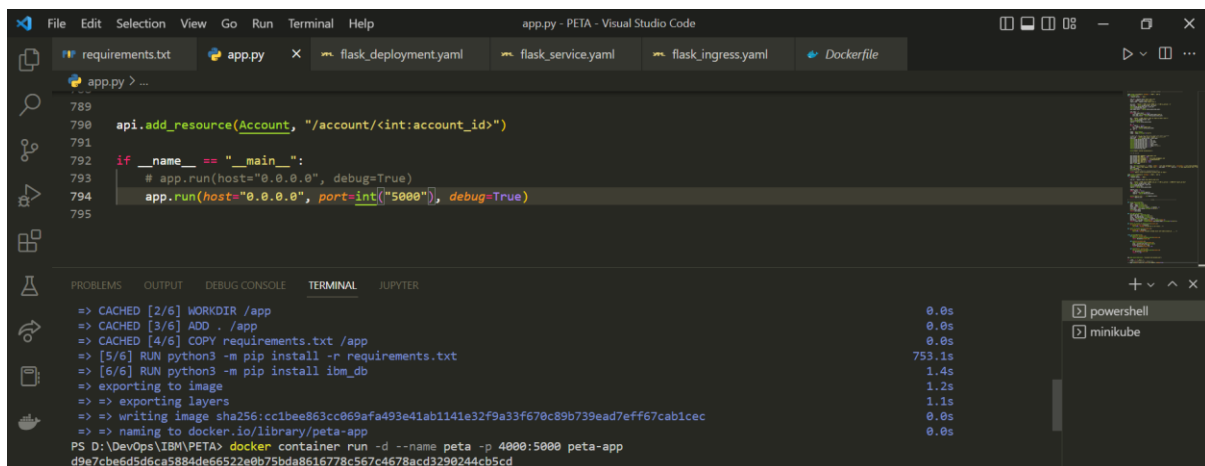 File Edit Selection View Go Run Terminal Help app.py - PETA - Visual Studio Code
requirements.txt app.py flask_deployment.yaml flask_service.yaml flask_ingress.yaml Dockerfile
app.py > ...
789
790 api.add_resource(Account, "/account/<int:account_id>")
791
792 if __name__ == "__main__":
793 # app.run(host="0.0.0.0", debug=True)
794 app.run(host="0.0.0.0", port=int("5000"), debug=True)
795
PROBLEMS OUTPUT DEBUG CONSOLE TERMINAL JUPYTER
=> CACHED [2/6] WORKDIR /app 0.0s
=> CACHED [3/6] ADD . /app 0.0s
=> CACHED [4/6] COPY requirements.txt /app 0.0s
=> [5/6] RUN python3 -m pip install -r requirements.txt 753.1s
=> [6/6] RUN python3 -m pip install ibm_db 1.4s
=> exporting to image 1.2s
=> => exporting layers 1.1s
=> => writing image sha256:cc1bee863cc069afa493e41ab1141e32f9a33f670c89b739ead7eff67cab1cec 0.0s
=> => naming to docker.io/library/peta-app 0.0s
PS D:\DevOps\IBM\PETA> docker container run -d --name peta -p 4000:5000 peta-app
d9e7cbe6d5d6ca5884de66522e0b75bda8616778c567c4678acd3290244cb5cd
powershell
minikube